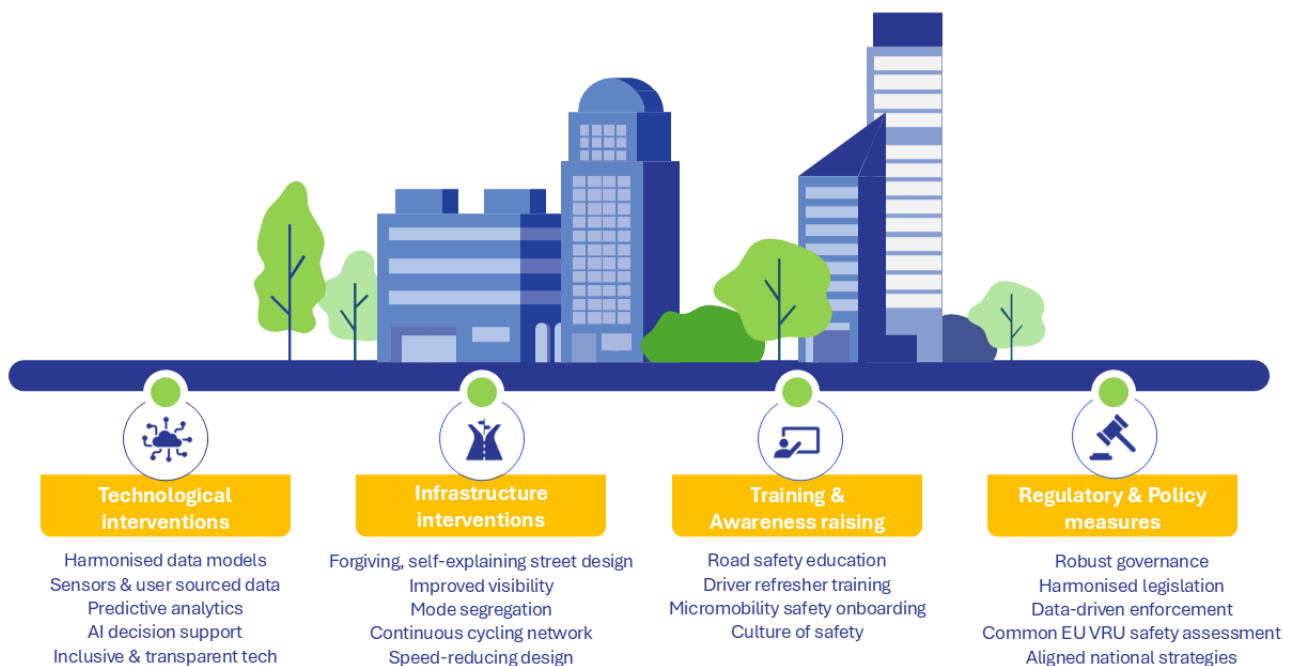 Technological
interventions
Harmonised data models
Sensors & user sourced data
Predictive analytics
AI decision support
Inclusive & transparent tech
Infrastructure
interventions
Forgiving, self-explaining street design
Improved visibility
Mode segregation
Continuous cycling network
Speed-reducing design
Training &
Awareness raising
Road safety education
Driver refresher training
Micromobility safety onboarding
Culture of safety
Regulatory & Policy
measures
Robust governance
Harmonised legislation
Data-driven enforcement
Common EU VRU safety assessment
Aligned national strategies